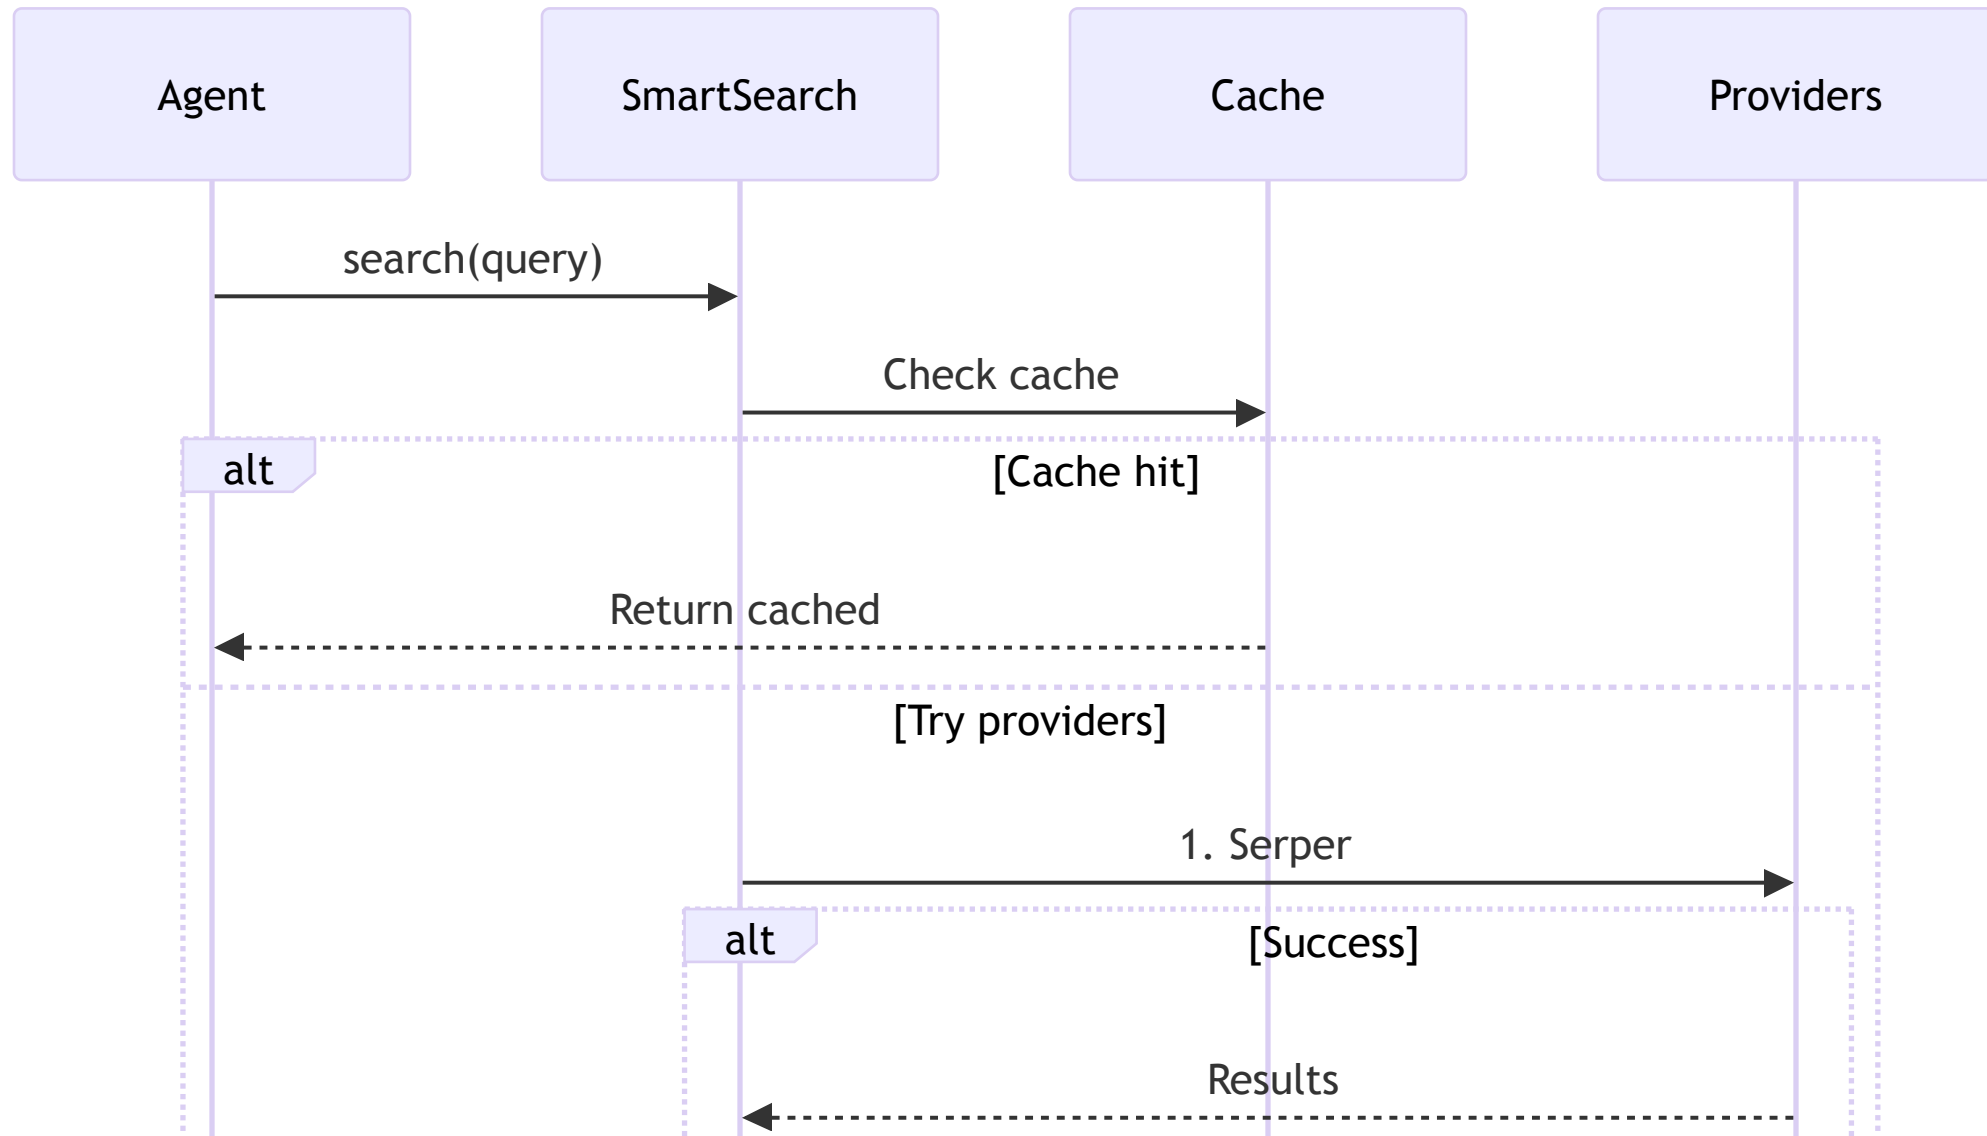 Agent
SmartSearch
Cache
Providers
search(query)
Check cache
alt
[Cache hit]
Return cached
[Try providers]
1. Serper
alt
[Success]
Results